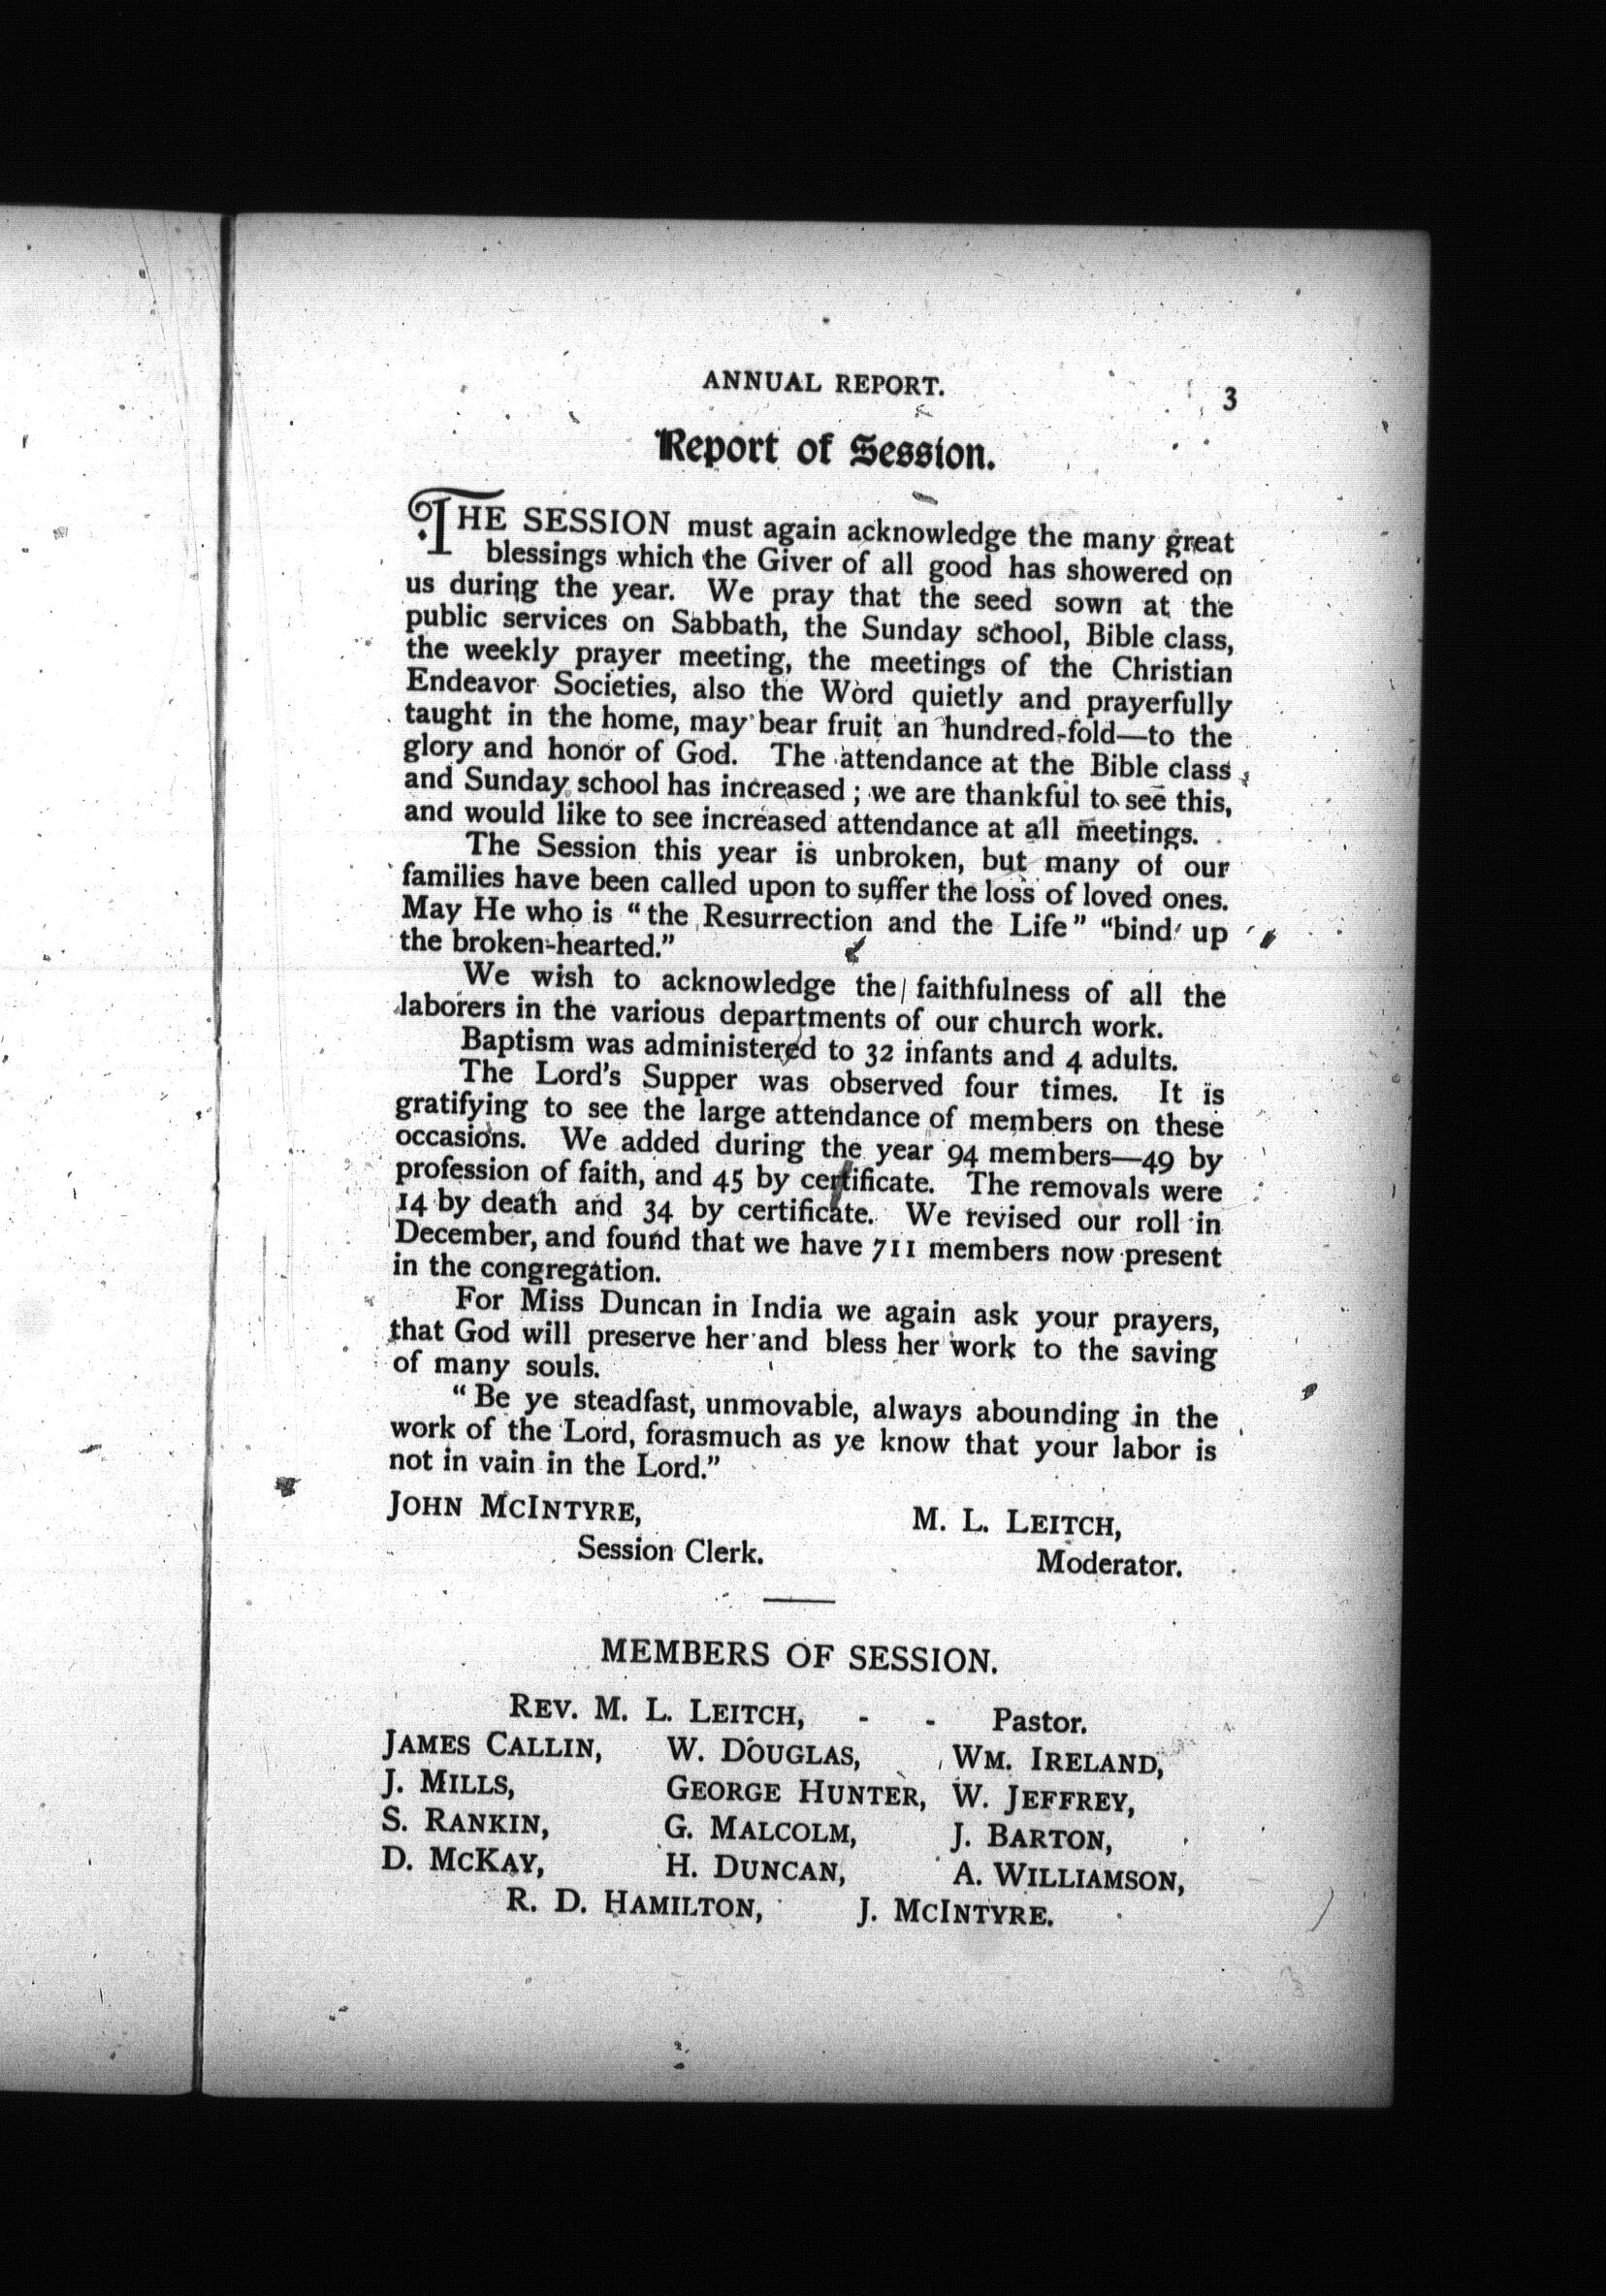 ANNUAL REPORT. 3
Report of Session.
THE SESSION must again acknowledge the many great
blessings which the Giver of all good has showered on
us during the year. We pray that the seed sown at the
public services on Sabbath, the Sunday school, Bible class,
the weekly prayer meeting, the meetings of the Christian
Endeavor Societies, also the Word quietly and prayerfully
taught in the home, may bear fruit an hundred-fold—to the
glory and honor of God. The attendance at the Bible class
and Sunday school has increased ; we are thankful to see this,
and would like to see increased attendance at all meetings.
The Session this year is unbroken, but many of our
families have been called upon to suffer the loss of loved ones.
May He who is “the Resurrection and the Life” “bind up
the broken-hearted.”
We wish to acknowledge the faithfulness of all the
laborers in the various departments of our church work.
Baptism was administered to 32 infants and 4 adults.
The Lord’s Supper was observed four times. It is
gratifying to see the large attendance of members on these
occasions. We added during the year 94 members—49 by
profession of faith, and 45 by certificate. The removals were
14 by death and 34 by certificate. We revised our roll in
December, and found that we have 711 members now present
in the congregation.
For Miss Duncan in India we again ask your prayers,
that God will preserve her and bless her work to the saving
of many souls.
“Be ye steadfast, unmovable, always abounding in the
work of the Lord, forasmuch as ye know that your labor is
not in vain in the Lord.”
JOHN MCINTYRE, M. L. LEITCH,
Session Clerk. Moderator.
MEMBERS OF SESSION.
REV. M. L. LEITCH, - - Pastor.
JAMES CALLIN, W. DOUGLAS, WM. IRELAND,
J. MILLS, GEORGE HUNTER, W. JEFFREY,
S. RANKIN, G. MALCOLM, J. BARTON,
D. MCKAY, H. DUNCAN, A. WILLIAMSON,
R. D. HAMILTON, J. MCINTYRE.